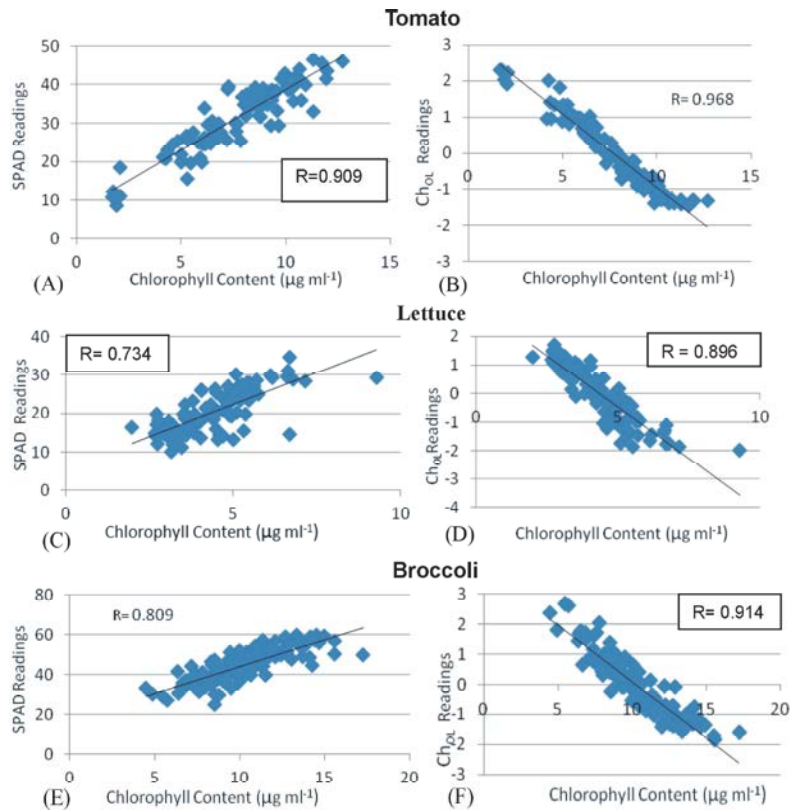 Tomato
50
40
30
20
10
0
SPAD Readings
R=0.909
0 5 10 15
(A) Chlorophyll Content (µg ml⁻¹)
3
2
1
0
-1
-2
-3
Ch_OL Readings
R= 0.968
0 5 10 15
(B) Chlorophyll Content (µg ml⁻¹)
Lettuce
40
30
20
10
0
SPAD Readings
R= 0.734
0 5 10
(C) Chlorophyll Content (µg ml⁻¹)
2
1
0
-1
-2
-3
-4
Ch_OL Readings
R = 0.896
0 5 10
(D) Chlorophyll Content (µg ml⁻¹)
Broccoli
80
60
40
20
0
SPAD Readings
R= 0.809
0 5 10 15 20
(E) Chlorophyll Content (µg ml⁻¹)
3
2
1
0
-1
-2
-3
Ch_OL Readings
R= 0.914
0 5 10 15 20
Chlorophyll Content (µg ml⁻¹) (F)